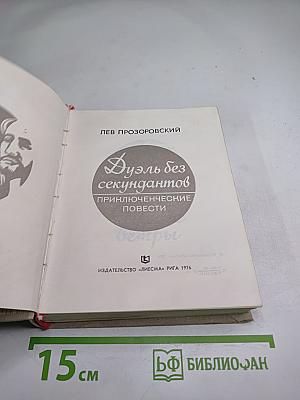 ЛЕВ ПРОЗОРОВСКИЙ
Дуэль без
секундантов
ПРИКЛЮЧЕНЧЕСКИЕ
ПОВЕСТИ
ИЗДАТЕЛЬСТВО «ЛИЕСМА» РИГА 1976
15 см
БФ БИБЛИОФАН